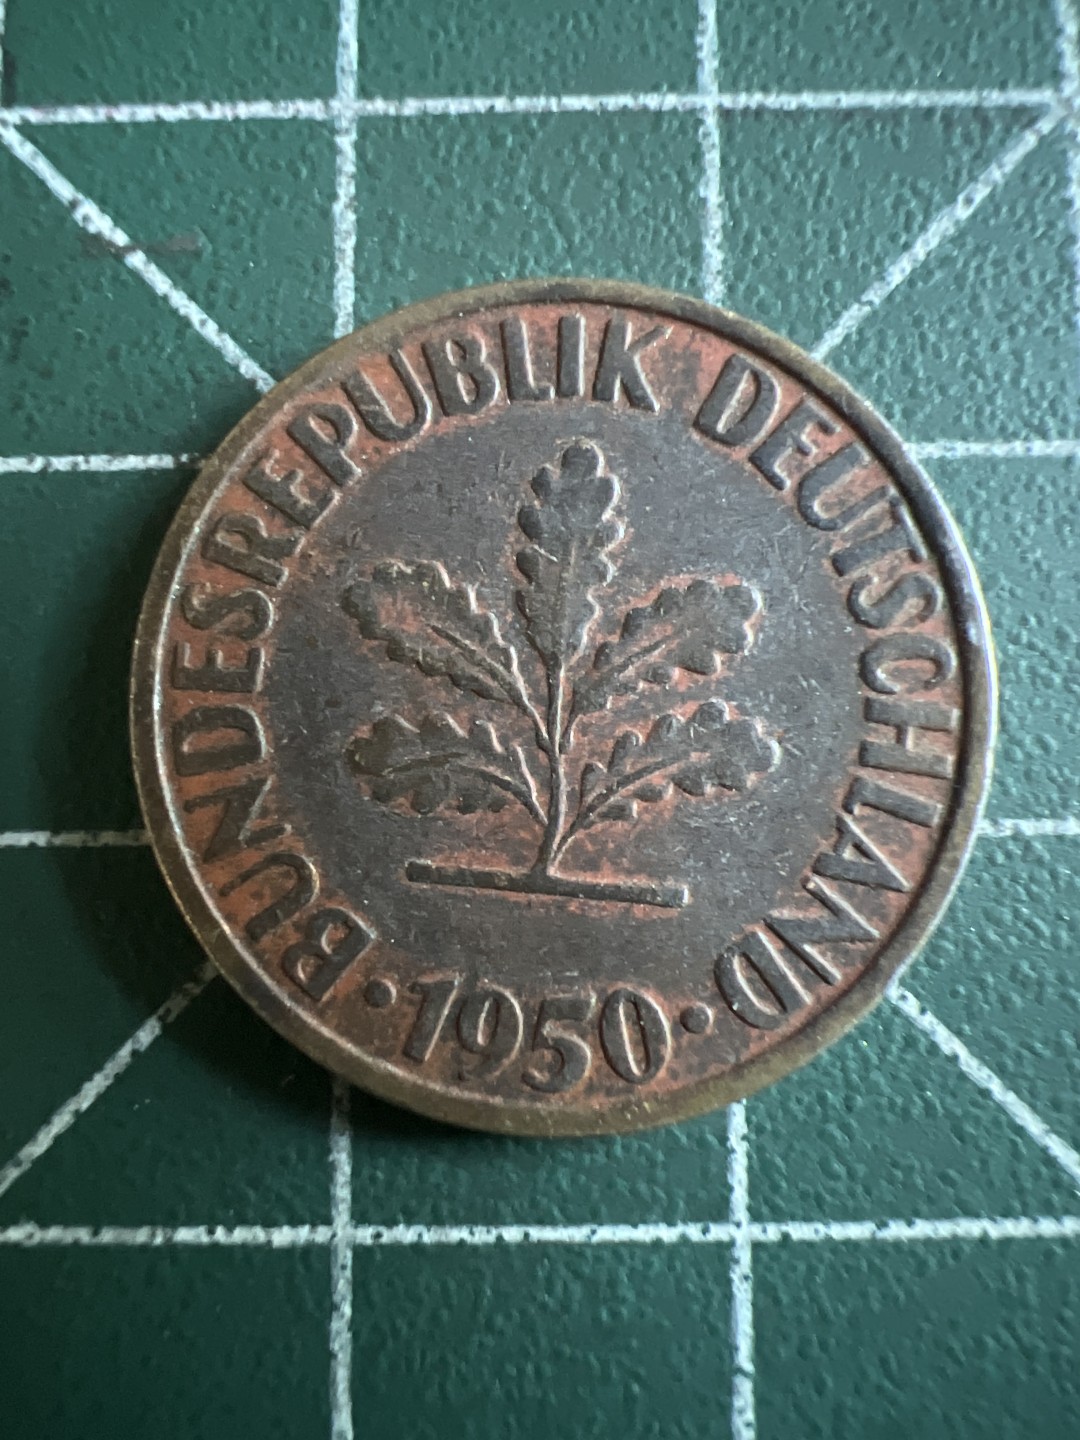 BUNDESREPUBLIK DEUTSCHLAND
• 1950 •